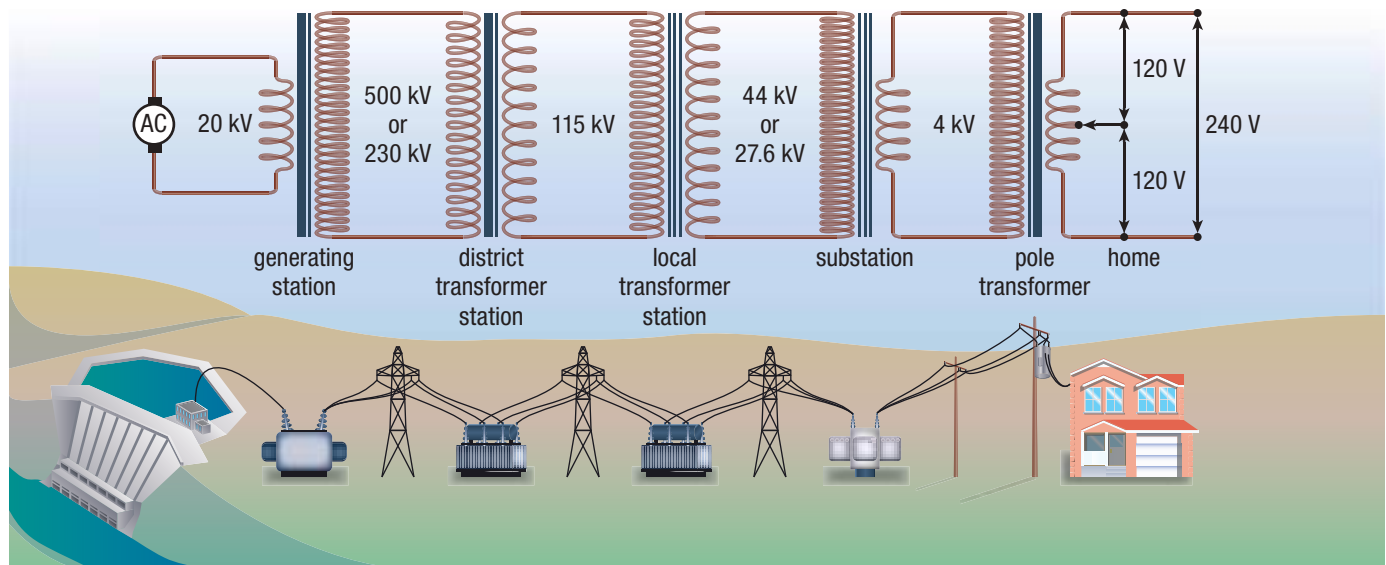 AC
20 kV
500 kV
or
230 kV
115 kV
44 kV
or
27.6 kV
4 kV
120 V
120 V
240 V
generating
station
district
transformer
station
local
transformer
station
substation
pole
transformer
home